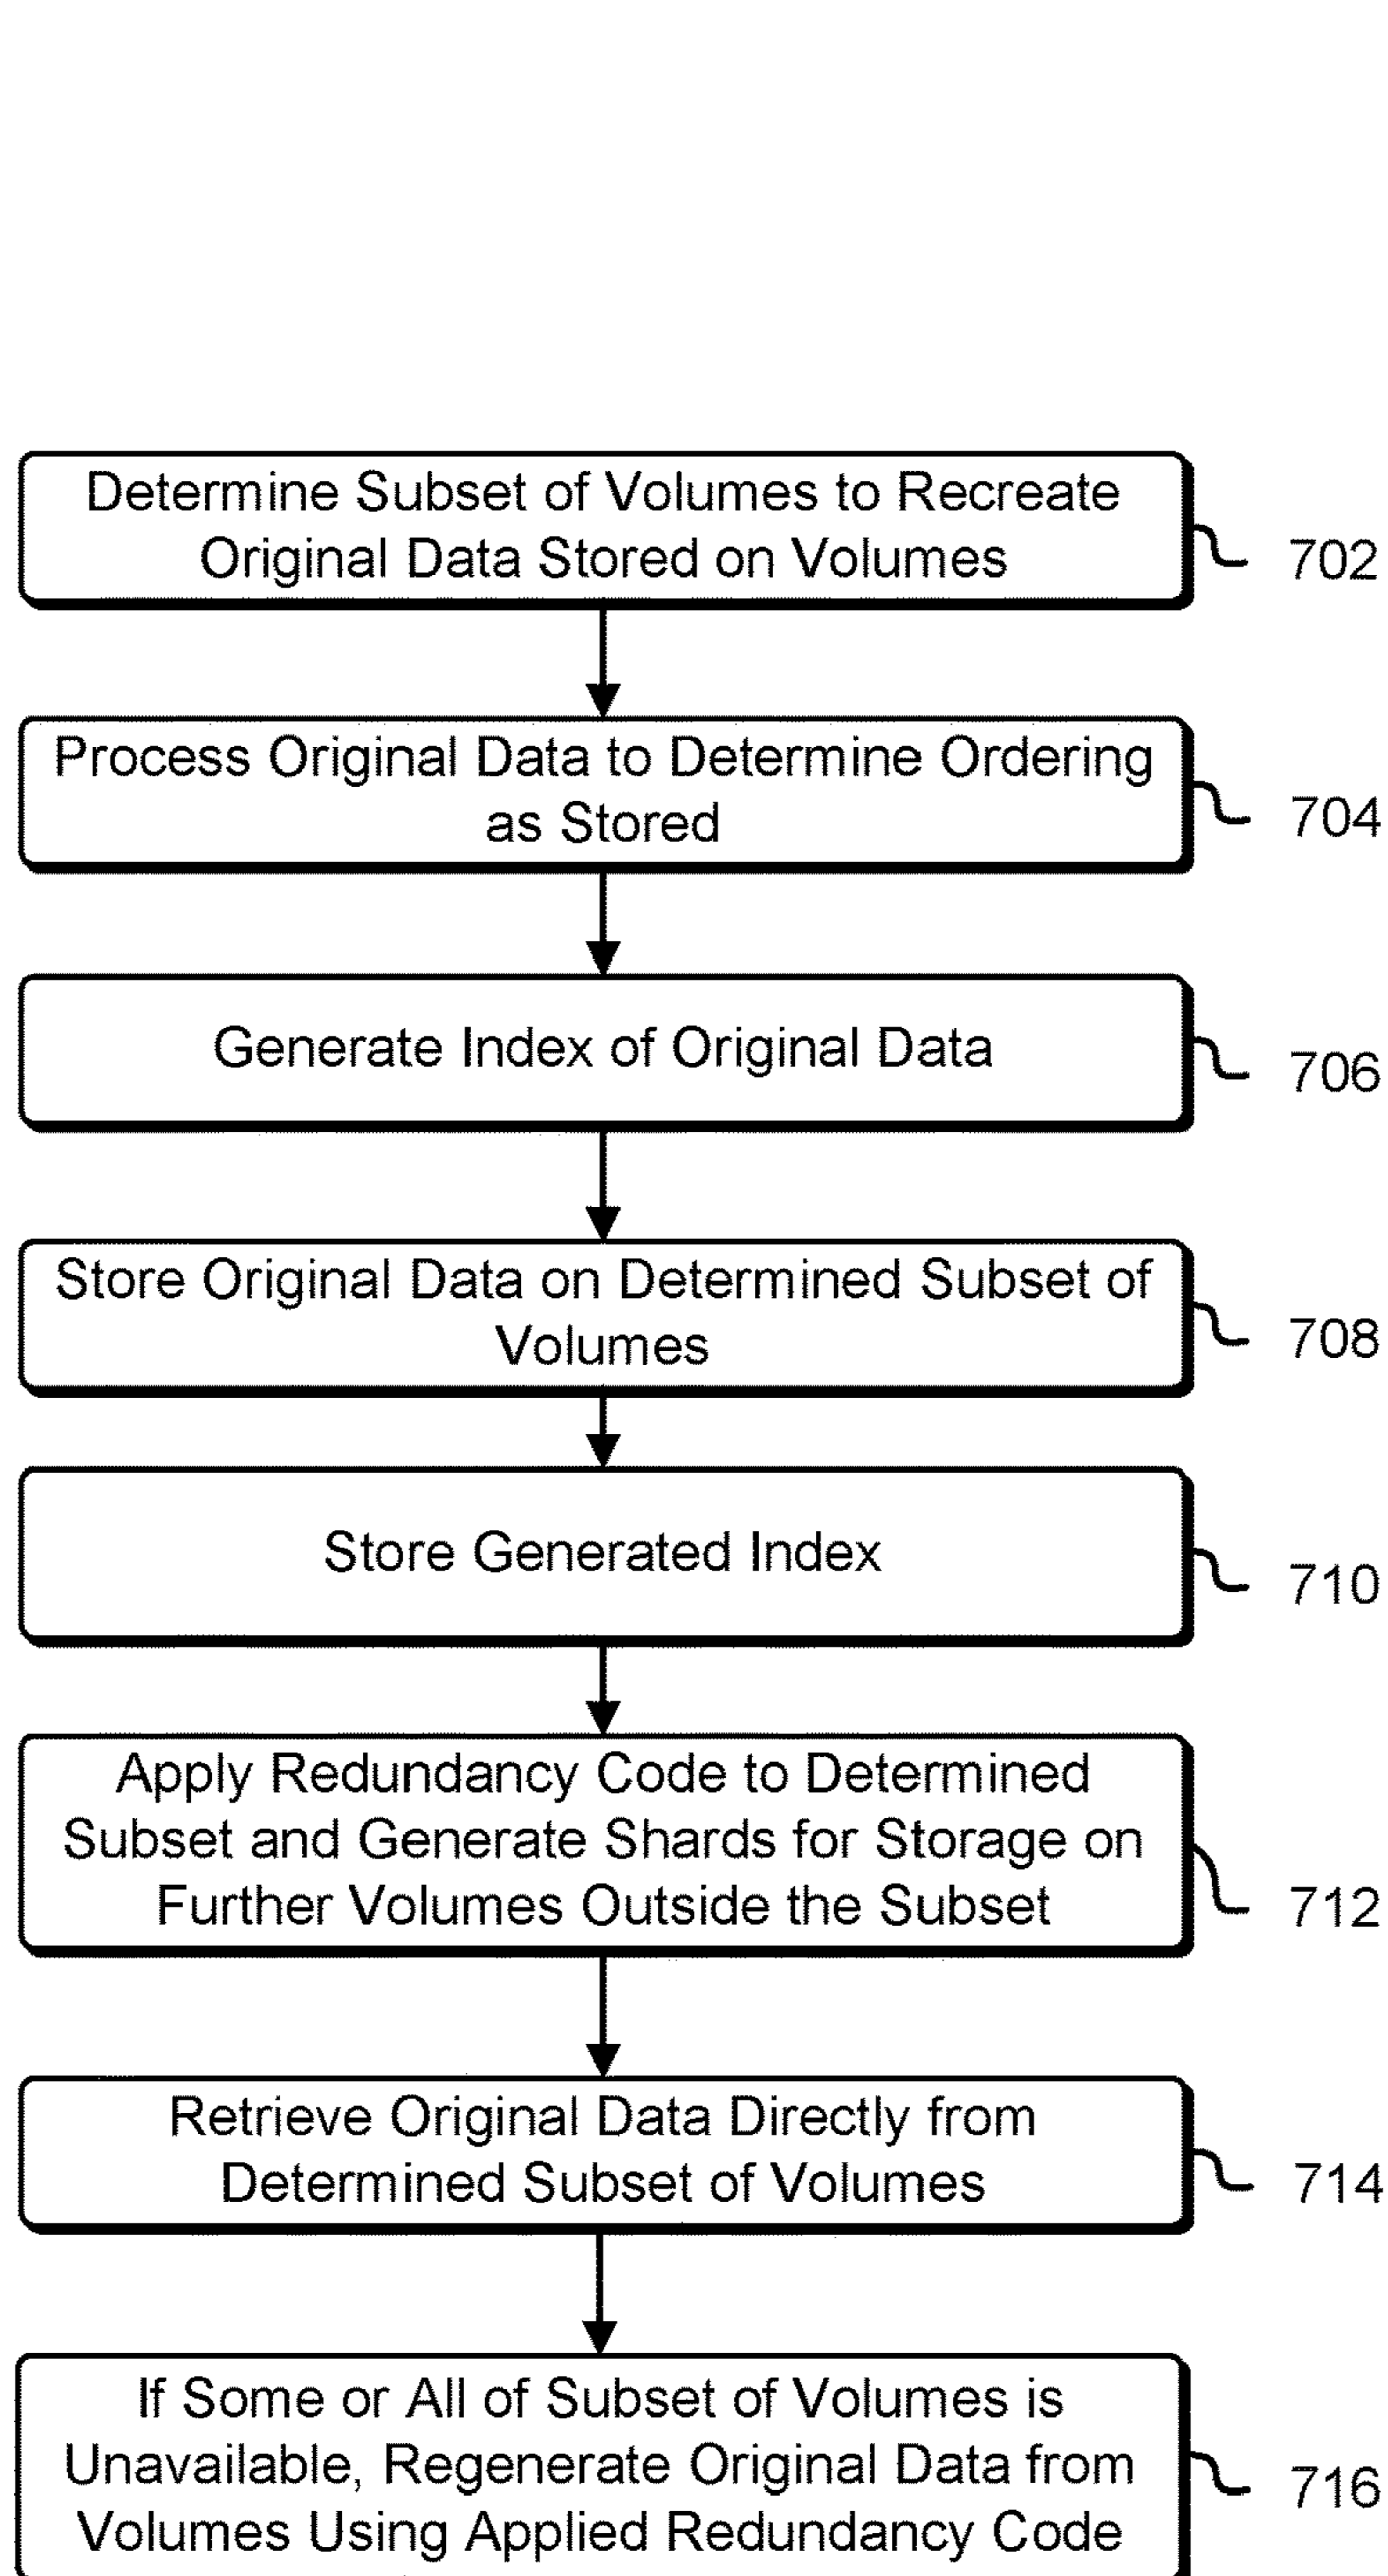 Determine Subset of Volumes to Recreate
Original Data Stored on Volumes
702
Process Original Data to Determine Ordering
as Stored
704
Generate Index of Original Data
706
Store Original Data on Determined Subset of
Volumes
708
Store Generated Index
710
Apply Redundancy Code to Determined
Subset and Generate Shards for Storage on
Further Volumes Outside the Subset
712
Retrieve Original Data Directly from
Determined Subset of Volumes
714
If Some or All of Subset of Volumes is
Unavailable, Regenerate Original Data from
Volumes Using Applied Redundancy Code
716